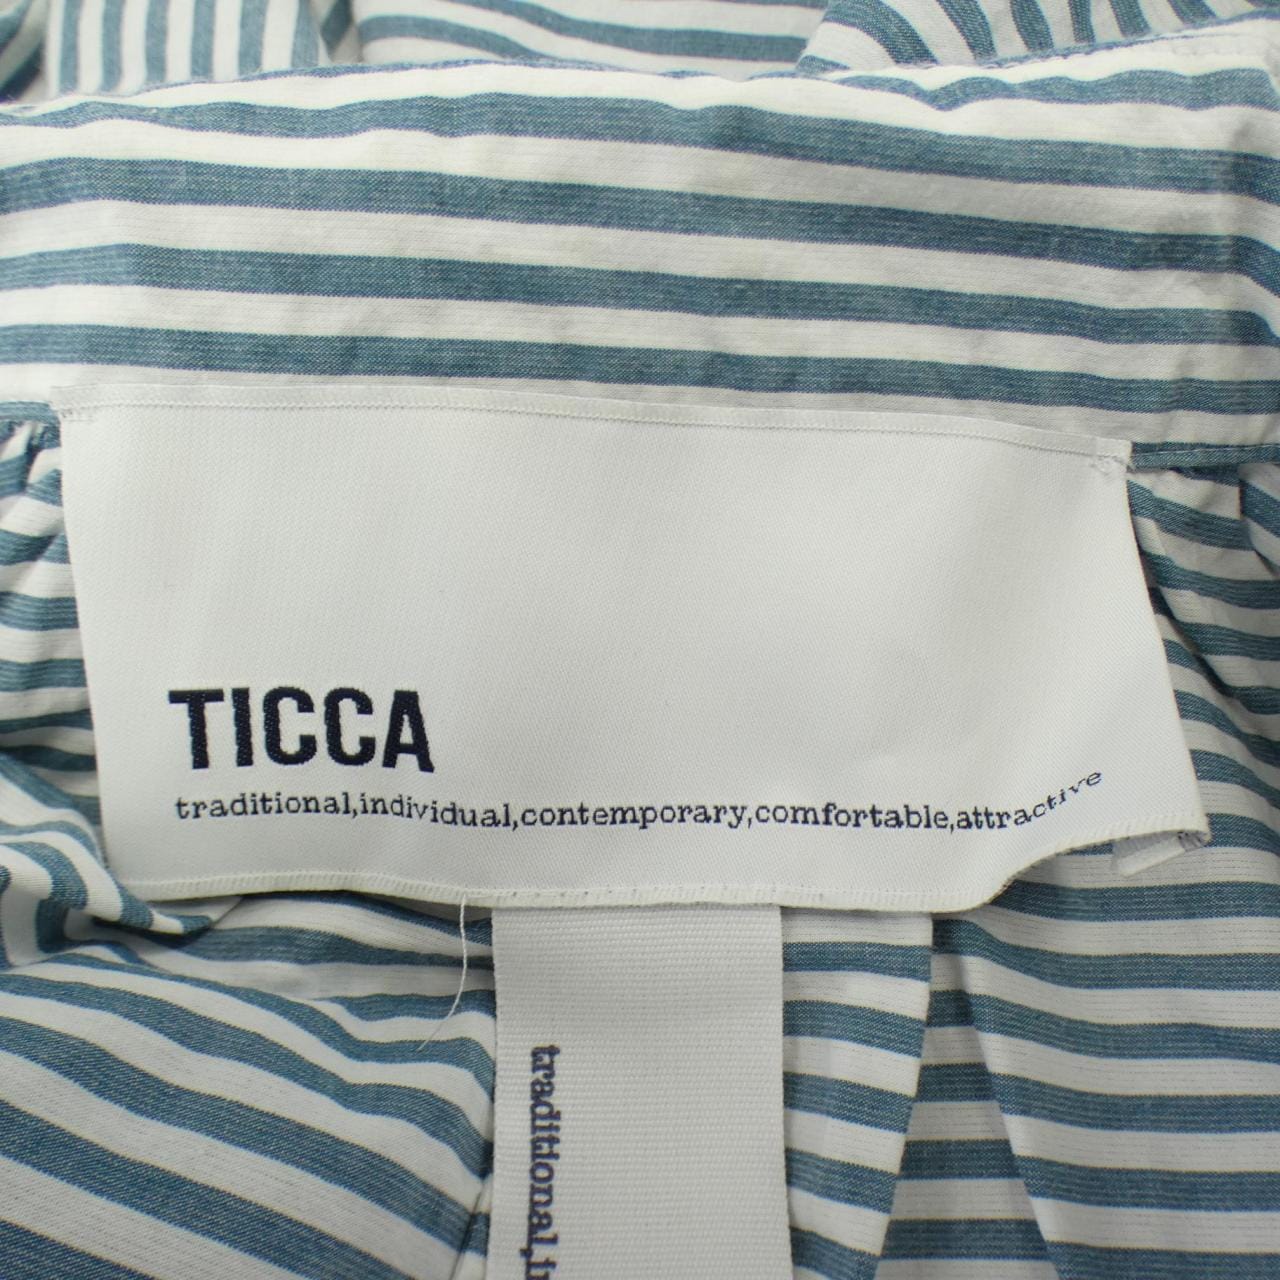 TICCA
traditional,individual,contemporary,comfortable,attractive
traditional,i